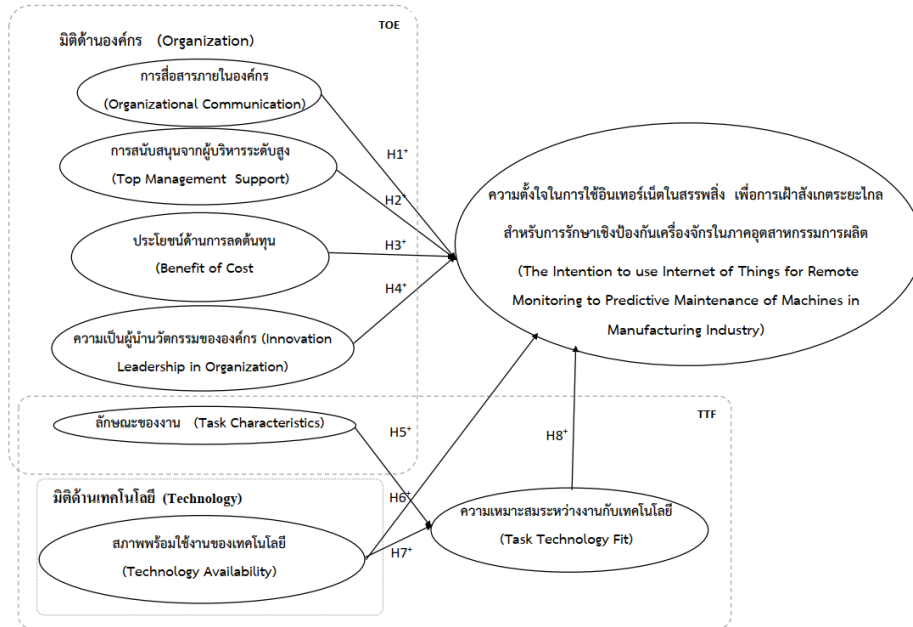 TOE
มิติด้านองค์กร (Organization)
การสื่อสารภายในองค์กร
(Organizational Communication)
H1⁺
การสนับสนุนจากผู้บริหารระดับสูง
(Top Management Support)
H2⁺
ประโยชน์ด้านการลดต้นทุน
(Benefit of Cost
H3⁺
H4⁺
ความเป็นผู้นำนวัตกรรมขององค์กร (Innovation
Leadership in Organization)
ความตั้งใจในการใช้อินเทอร์เน็ตในสรรพสิ่ง เพื่อการเฝ้าสังเกตระยะไกล
สำหรับการรักษาเชิงป้องกันเครื่องจักรในภาคอุตสาหกรรมการผลิต
(The Intention to use Internet of Things for Remote
Monitoring to Predictive Maintenance of Machines in
Manufacturing Industry)
TTF
ลักษณะของงาน (Task Characteristics)
H5⁺
H8⁺
มิติด้านเทคโนโลยี (Technology)
H6⁺
สภาพพร้อมใช้งานของเทคโนโลยี
(Technology Availability)
H7⁺
ความเหมาะสมระหว่างงานกับเทคโนโลยี
(Task Technology Fit)